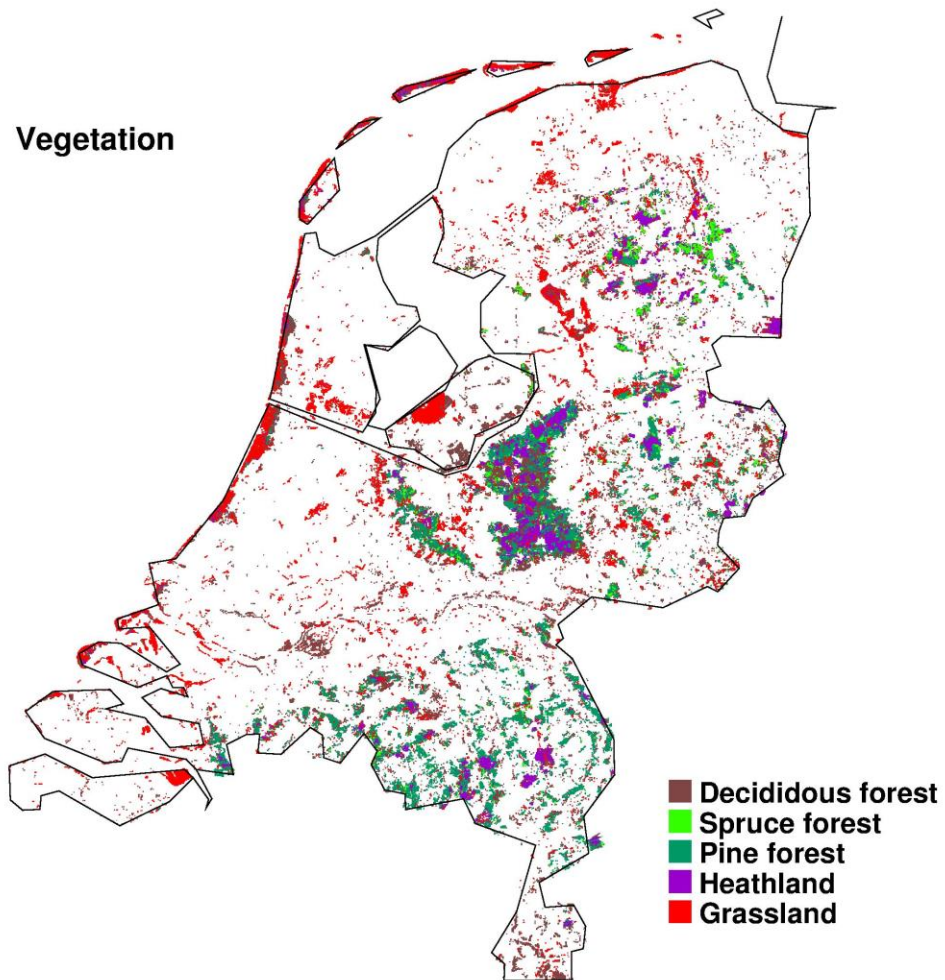 Vegetation
Decididous forest
Spruce forest
Pine forest
Heathland
Grassland